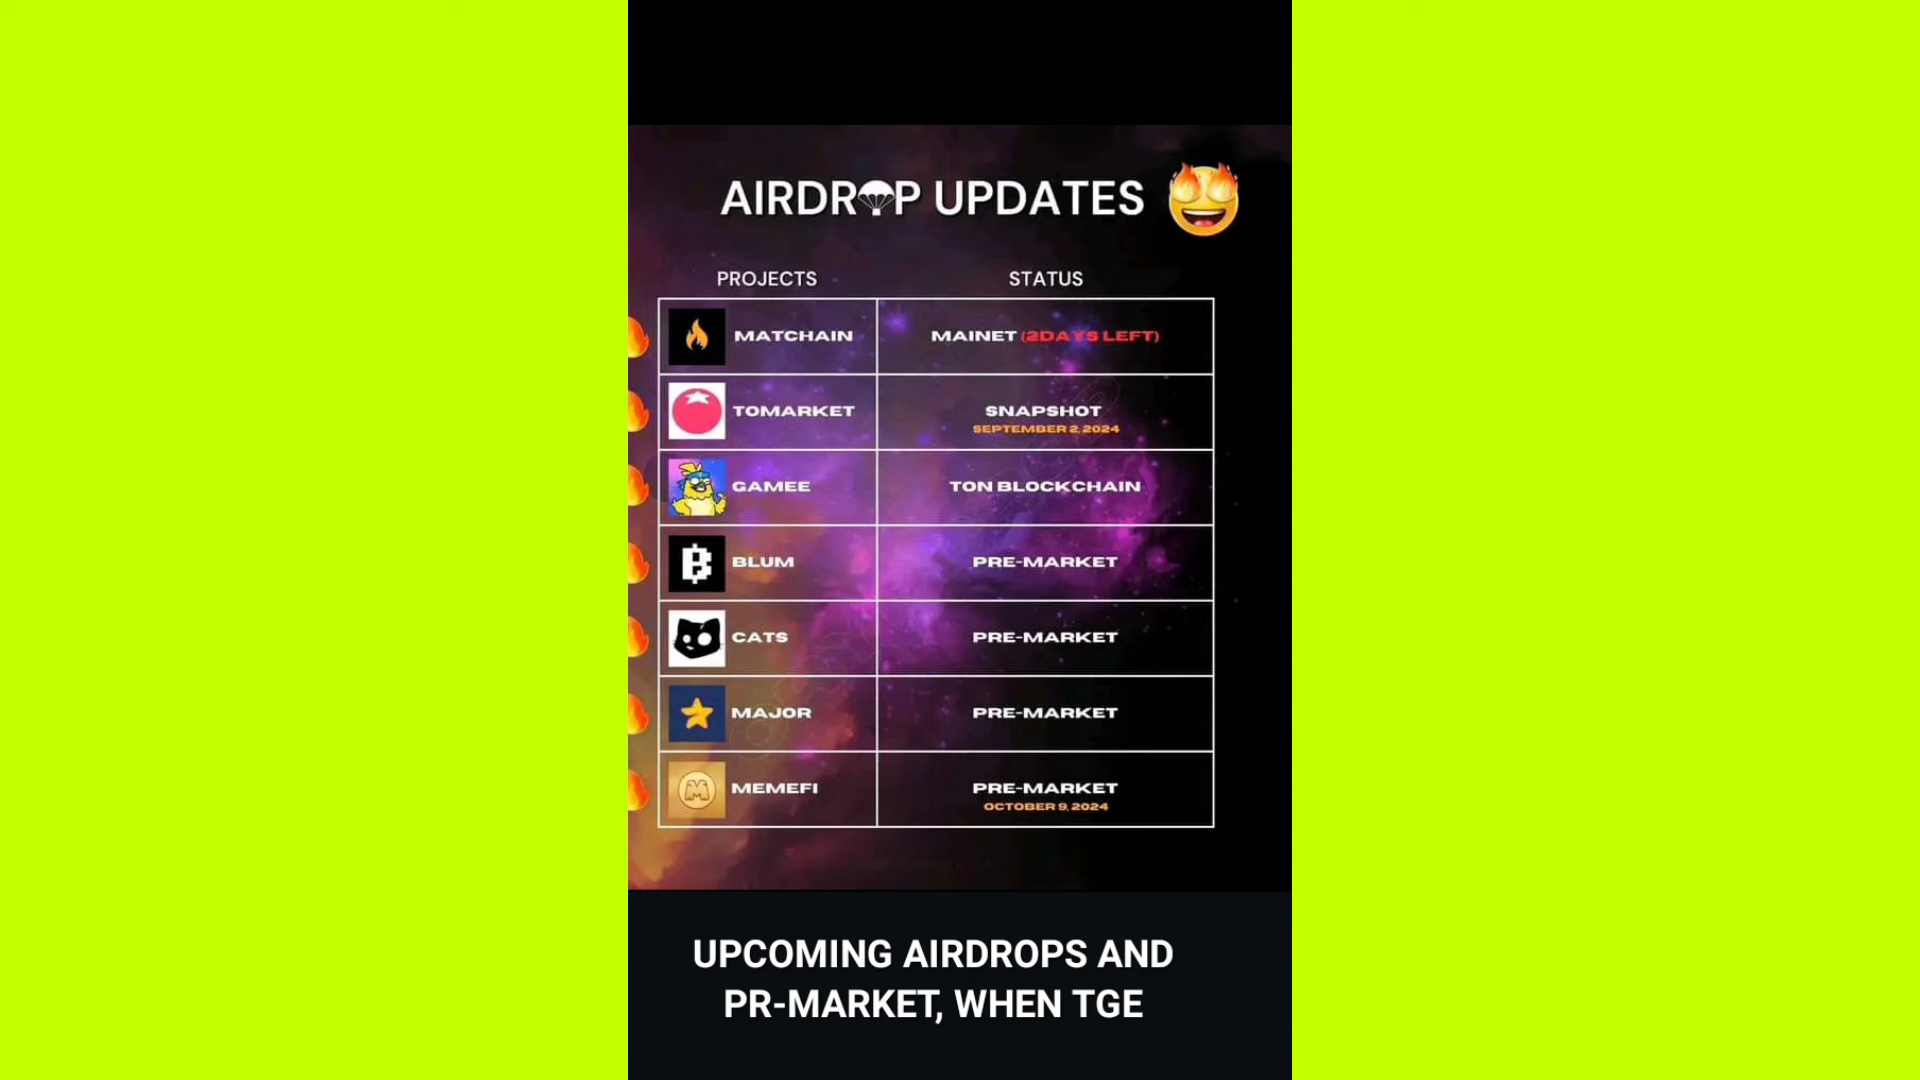 AIRDROP UPDATES
PROJECTS STATUS
MATCHAIN MAINET (2DAYS LEFT)
TOMARKET SNAPSHOT
SEPTEMBER 2, 2024
GAMEE TON BLOCKCHAIN
BLUM PRE-MARKET
CATS PRE-MARKET
MAJOR PRE-MARKET
MEMEFI PRE-MARKET
OCTOBER 9, 2024
UPCOMING AIRDROPS AND
PR-MARKET, WHEN TGE